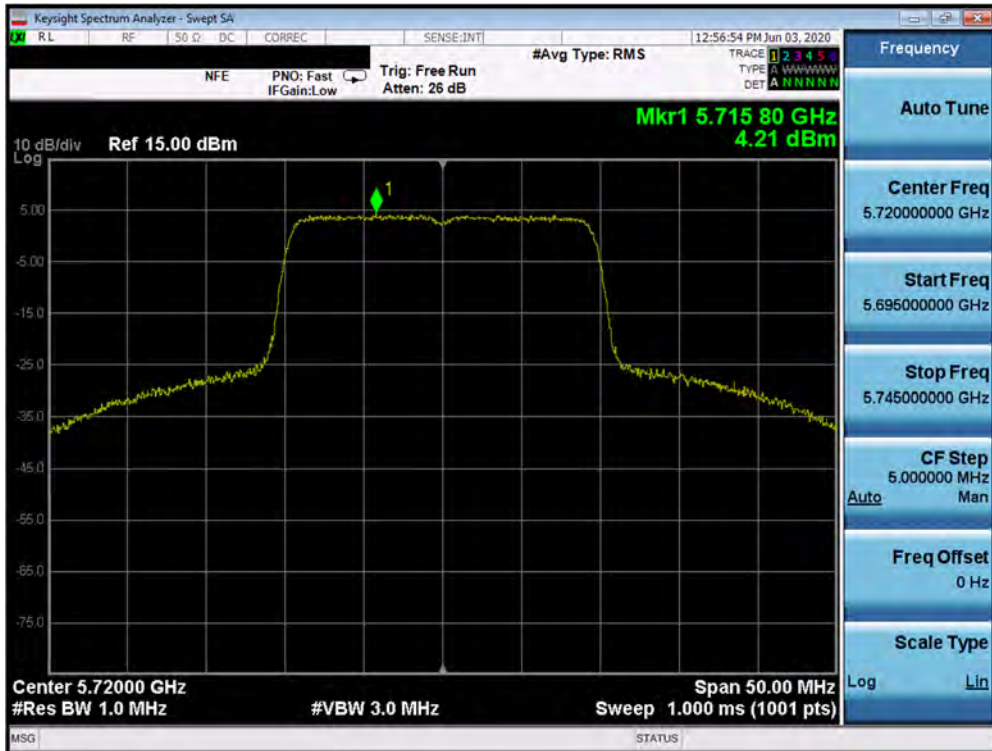 Keysight Spectrum Analyzer - Swept SA
LXI RL RF 50 Ω DC CORREC SENSE:INT 12:56:54 PM Jun 03, 2020
NFE PNO: Fast Trig: Free Run #Avg Type: RMS TRACE 1 2 3 4 5 6
IFGain:Low Atten: 26 dB TYPE A WWWWW
DET A N N N N N
Mkr1 5.715 80 GHz
4.21 dBm
10 dB/div Ref 15.00 dBm
Log
1
5.00
-5.00
-15.0
-25.0
-35.0
-45.0
-55.0
-65.0
-75.0
Center 5.72000 GHz Span 50.00 MHz
#Res BW 1.0 MHz #VBW 3.0 MHz Sweep 1.000 ms (1001 pts)
MSG STATUS
Frequency
Auto Tune
Center Freq
5.720000000 GHz
Start Freq
5.695000000 GHz
Stop Freq
5.745000000 GHz
CF Step
5.000000 MHz
Auto Man
Freq Offset
0 Hz
Scale Type
Log Lin